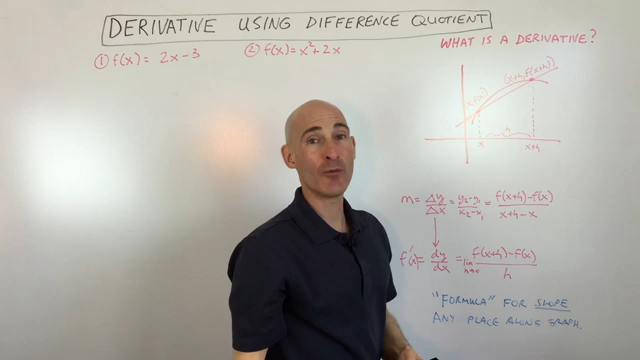 DERIVATIVE USING DIFFERENCE QUOTIENT
① f(x) = 2x-3
② f(x) = x²+2x
WHAT IS A DERIVATIVE?
(x+h, f(x+h))
(x, f(x))
h
x
x+h
m = Δy/Δx = y₂-y₁/x₂-x₁ = f(x+h)-f(x)/x+h-x
f'(x) = dy/dx = lim h→0 f(x+h)-f(x)/h
"FORMULA" FOR SLOPE
ANY PLACE ALONG GRAPH.